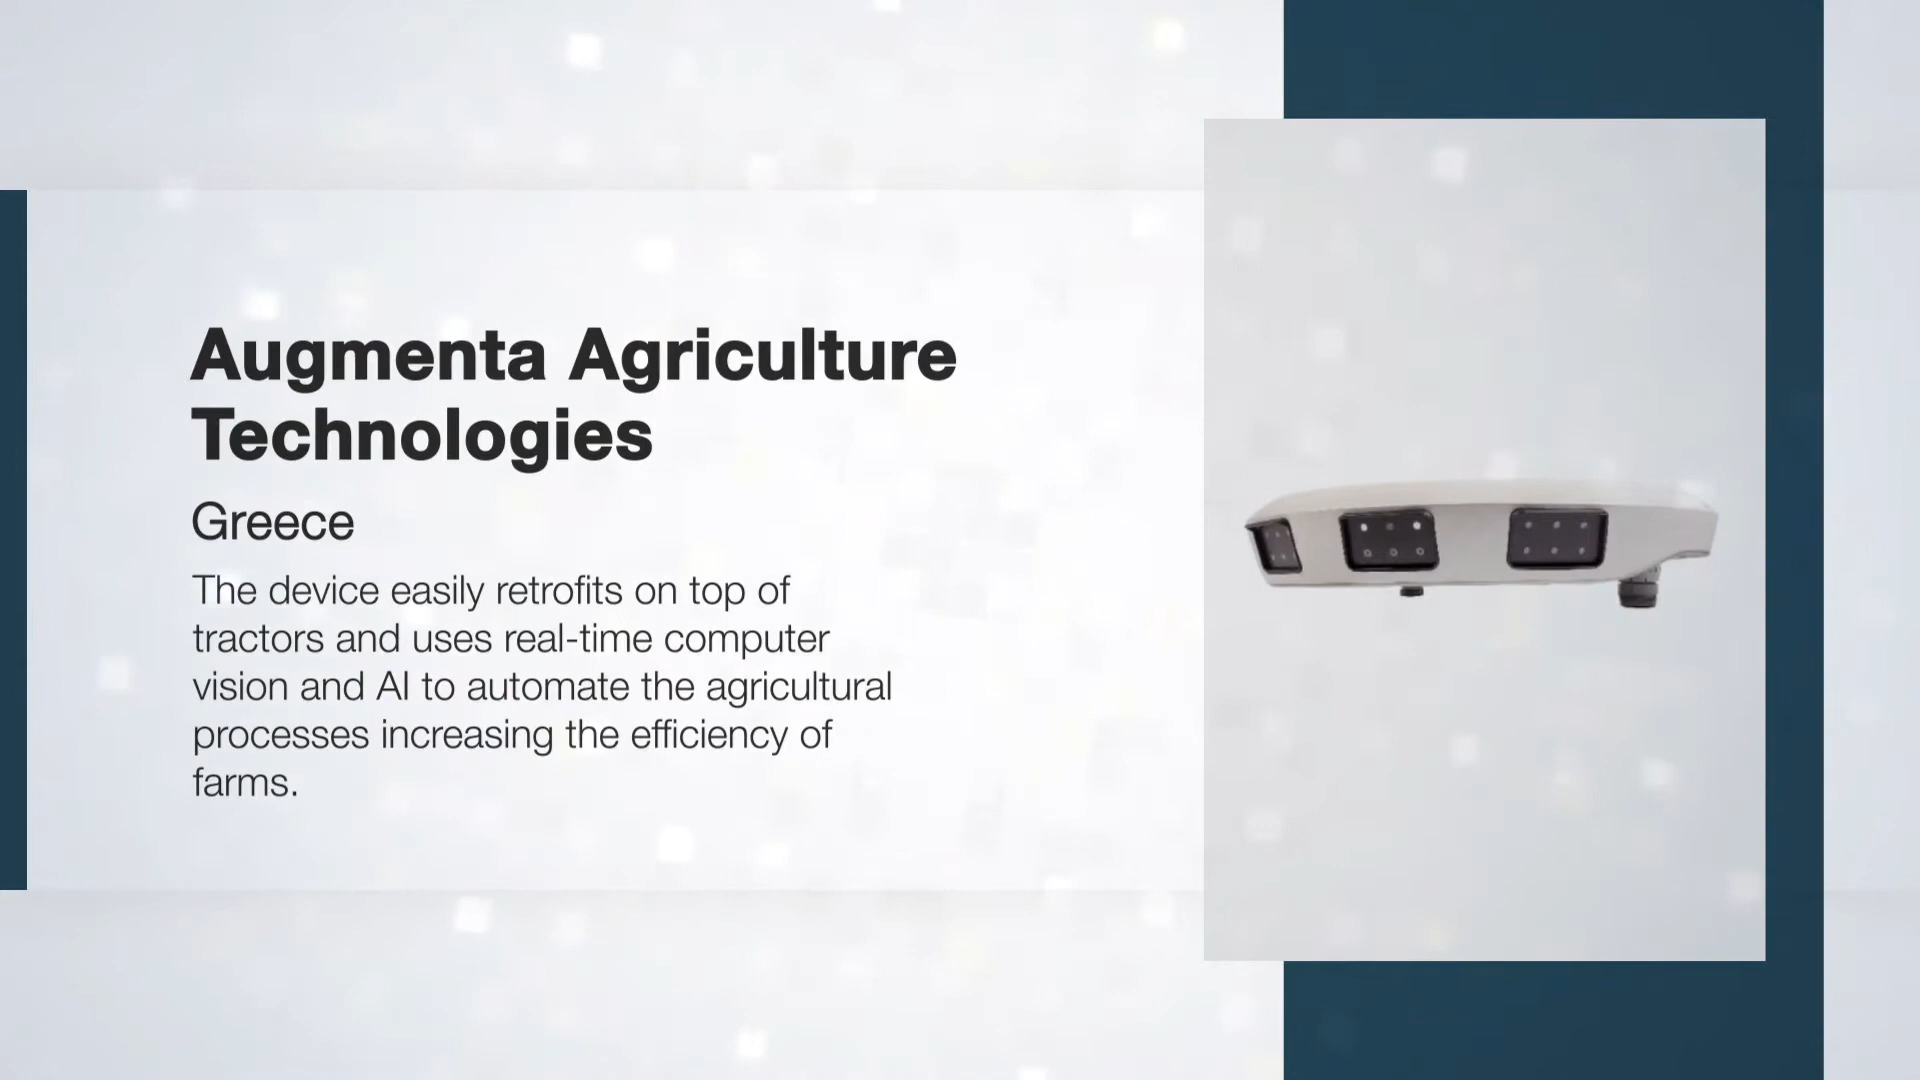 Augmenta Agriculture
Technologies
Greece
The device easily retrofits on top of
tractors and uses real-time computer
vision and AI to automate the agricultural
processes increasing the efficiency of
farms.